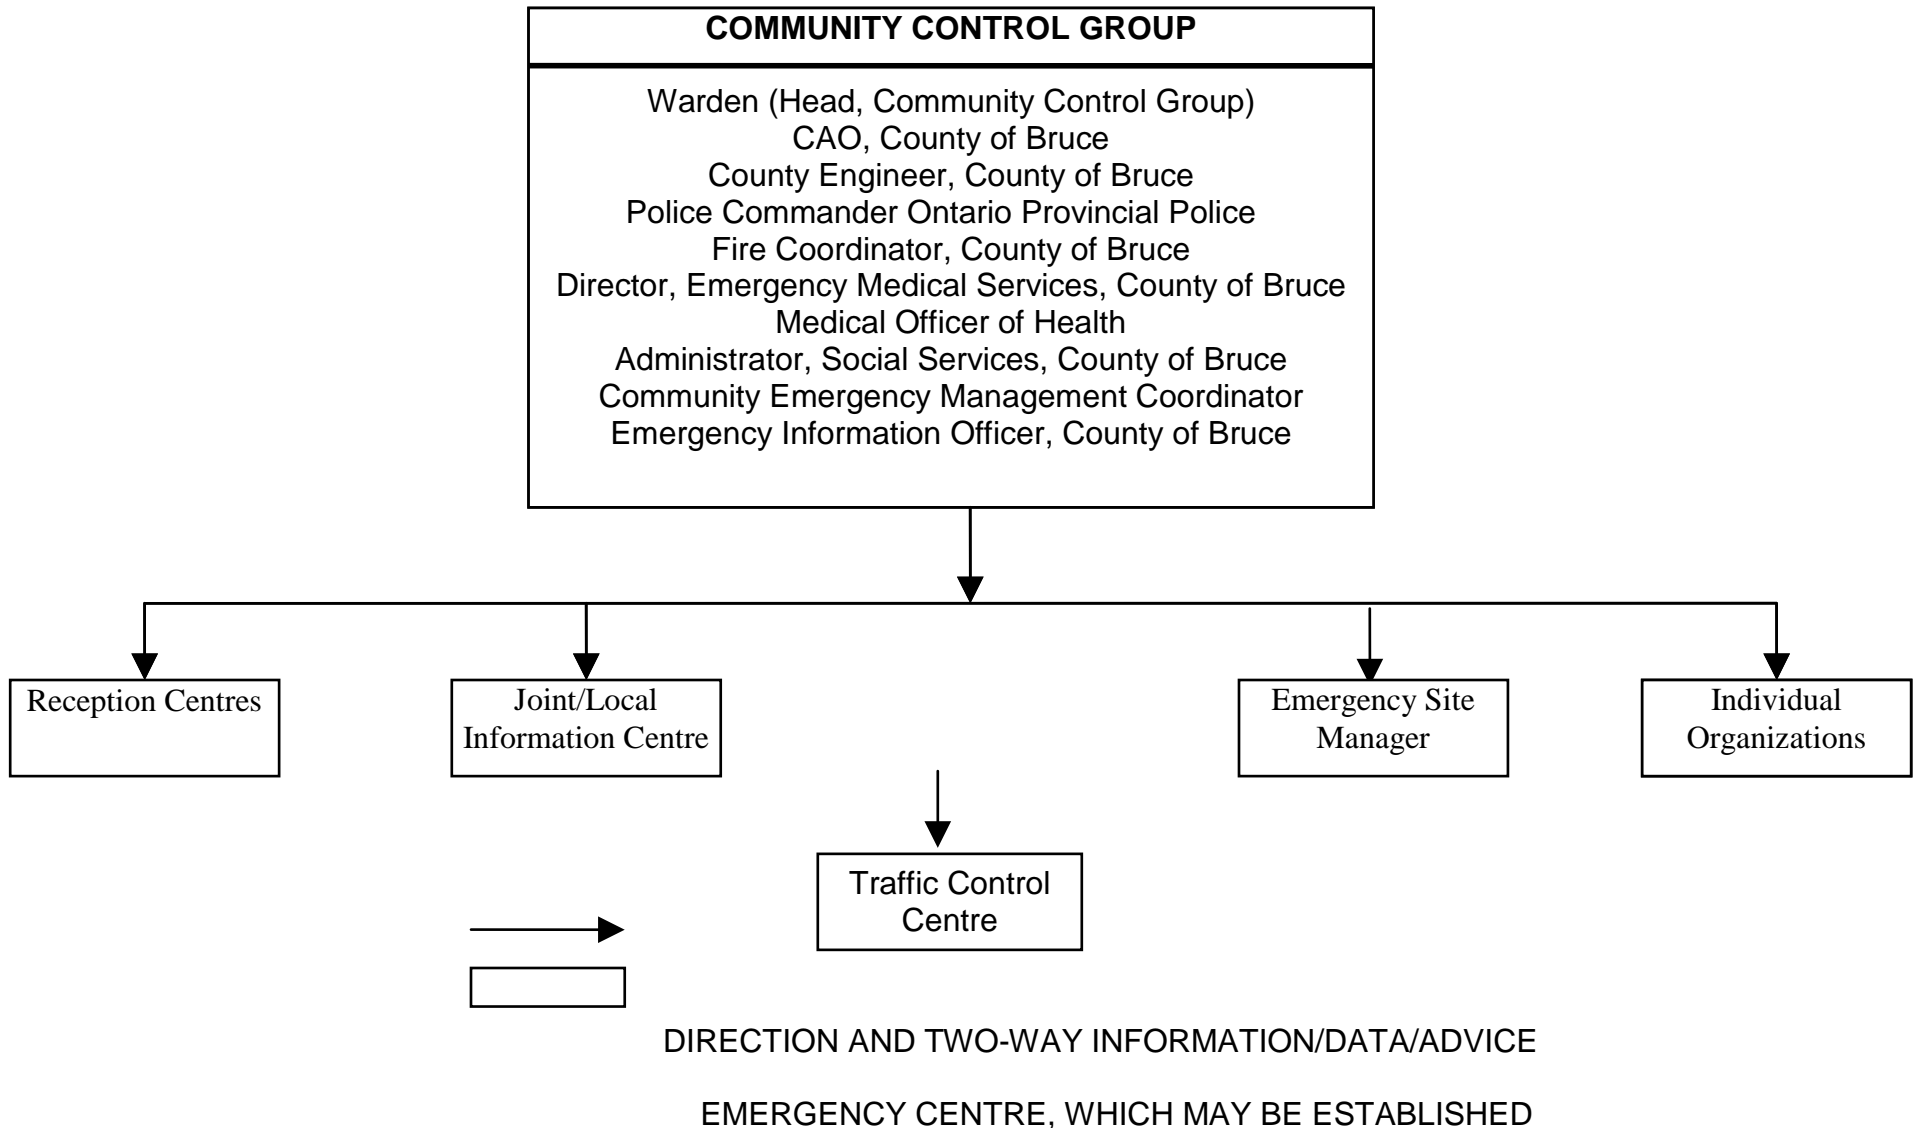 COMMUNITY CONTROL GROUP
Warden (Head, Community Control Group)
CAO, County of Bruce
County Engineer, County of Bruce
Police Commander Ontario Provincial Police
Fire Coordinator, County of Bruce
Director, Emergency Medical Services, County of Bruce
Medical Officer of Health
Administrator, Social Services, County of Bruce
Community Emergency Management Coordinator
Emergency Information Officer, County of Bruce
Reception Centres
Joint/Local
Information Centre
Emergency Site
Manager
Individual
Organizations
Traffic Control
Centre
DIRECTION AND TWO-WAY INFORMATION/DATA/ADVICE
EMERGENCY CENTRE, WHICH MAY BE ESTABLISHED